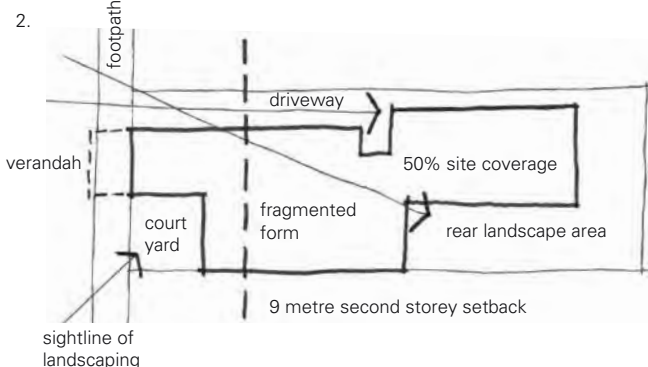 2.
footpath
driveway
verandah
50% site coverage
court
yard
fragmented
form
rear landscape area
9 metre second storey setback
sightline of
landscaping